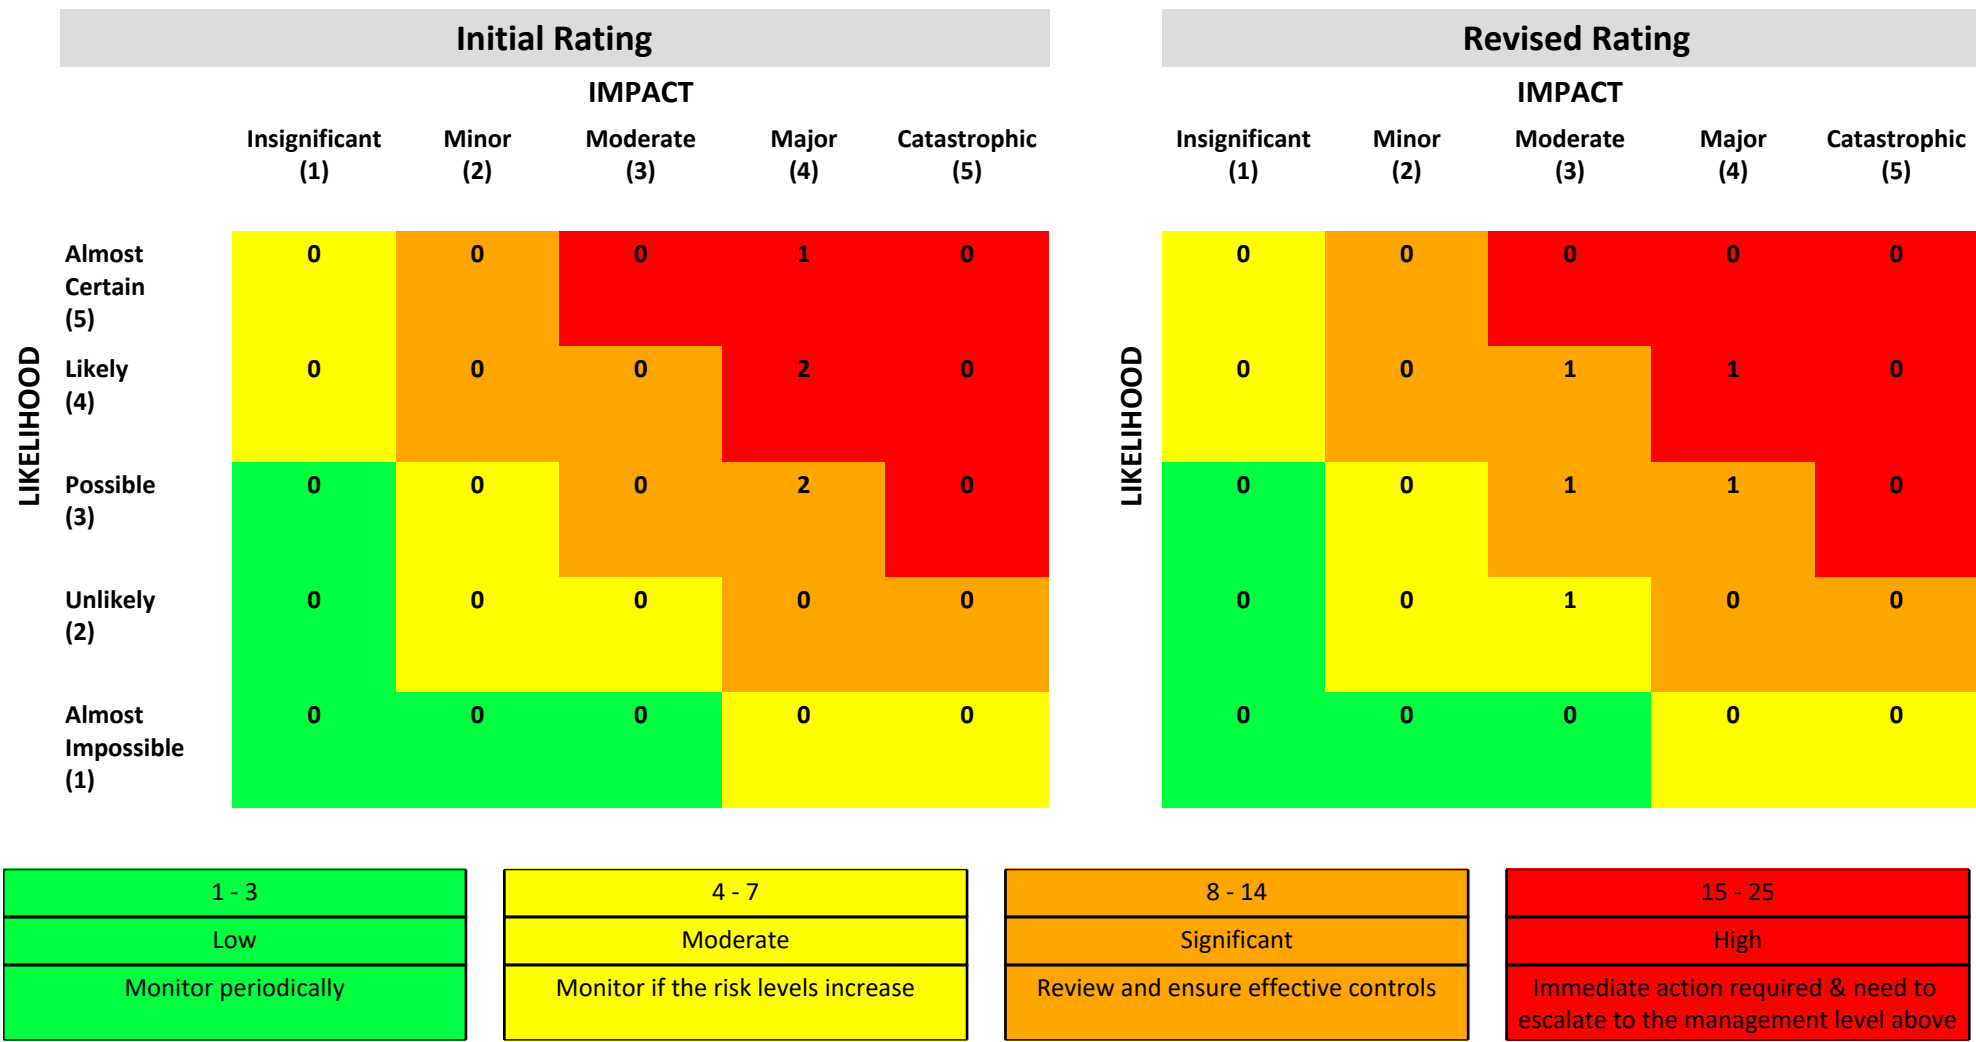 Initial Rating
IMPACT
Insignificant Minor Moderate Major Catastrophic
(1) (2) (3) (4) (5)
LIKELIHOOD
Almost 0 0 0 1 0
Certain
(5)
Likely 0 0 0 2 0
(4)
Possible 0 0 0 2 0
(3)
Unlikely 0 0 0 0 0
(2)
Almost 0 0 0 0 0
Impossible
(1)
Revised Rating
IMPACT
Insignificant Minor Moderate Major Catastrophic
(1) (2) (3) (4) (5)
LIKELIHOOD
0 0 0 0 0
0 0 1 1 0
0 0 1 1 0
0 0 1 0 0
0 0 0 0 0
1 - 3
Low
Monitor periodically
4 - 7
Moderate
Monitor if the risk levels increase
8 - 14
Significant
Review and ensure effective controls
15 - 25
High
Immediate action required & need to
escalate to the management level above